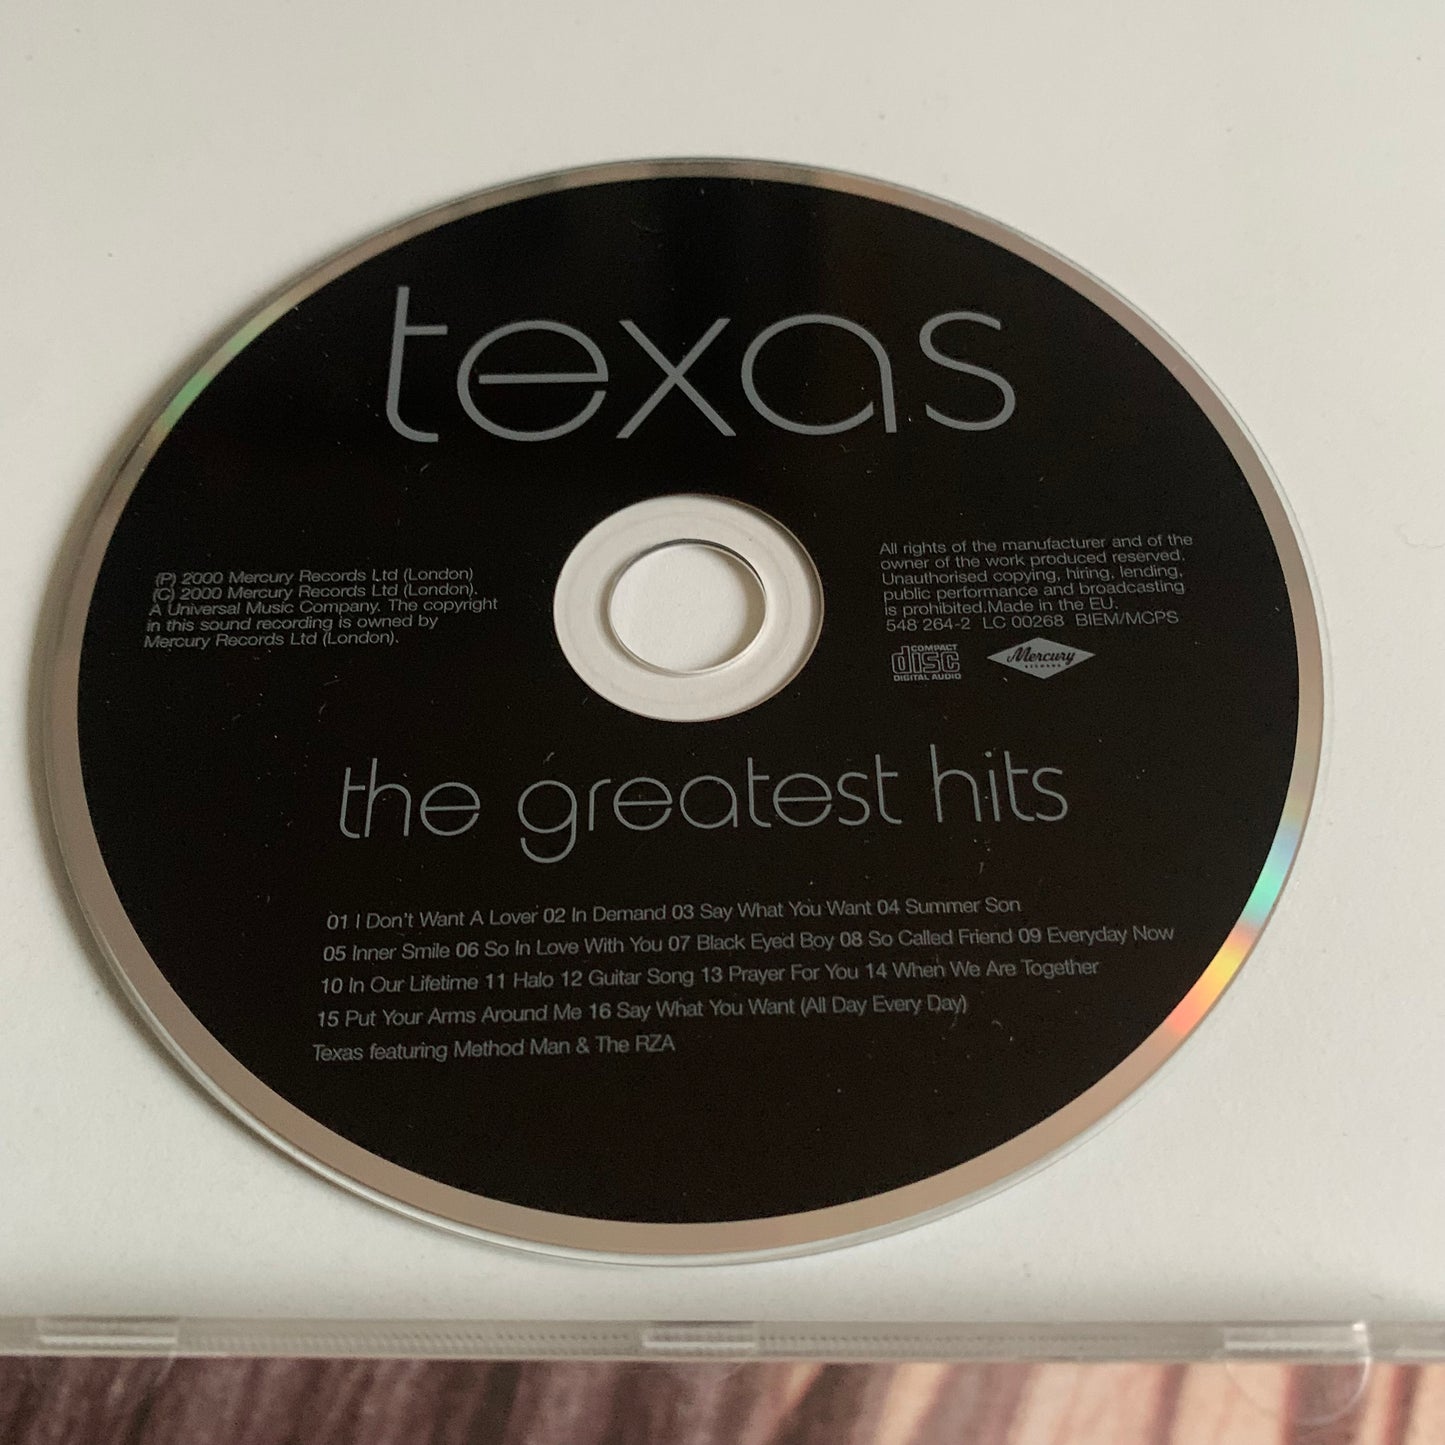 texas
(P) 2000 Mercury Records Ltd (London)
(C) 2000 Mercury Records Ltd (London).
A Universal Music Company. The copyright
in this sound recording is owned by
Mercury Records Ltd (London).
All rights of the manufacturer and of the
owner of the work produced reserved.
Unauthorised copying, hiring, lending,
public performance and broadcasting
is prohibited.Made in the EU.
548 264-2 LC 00268 BIEM/MCPS
COMPACT
disc
DIGITAL AUDIO
Mercury
RECORDS
the greatest hits
01 I Don't Want A Lover 02 In Demand 03 Say What You Want 04 Summer Son
05 Inner Smile 06 So In Love With You 07 Black Eyed Boy 08 So Called Friend 09 Everyday Now
10 In Our Lifetime 11 Halo 12 Guitar Song 13 Prayer For You 14 When We Are Together
15 Put Your Arms Around Me 16 Say What You Want (All Day Every Day)
Texas featuring Method Man & The RZA